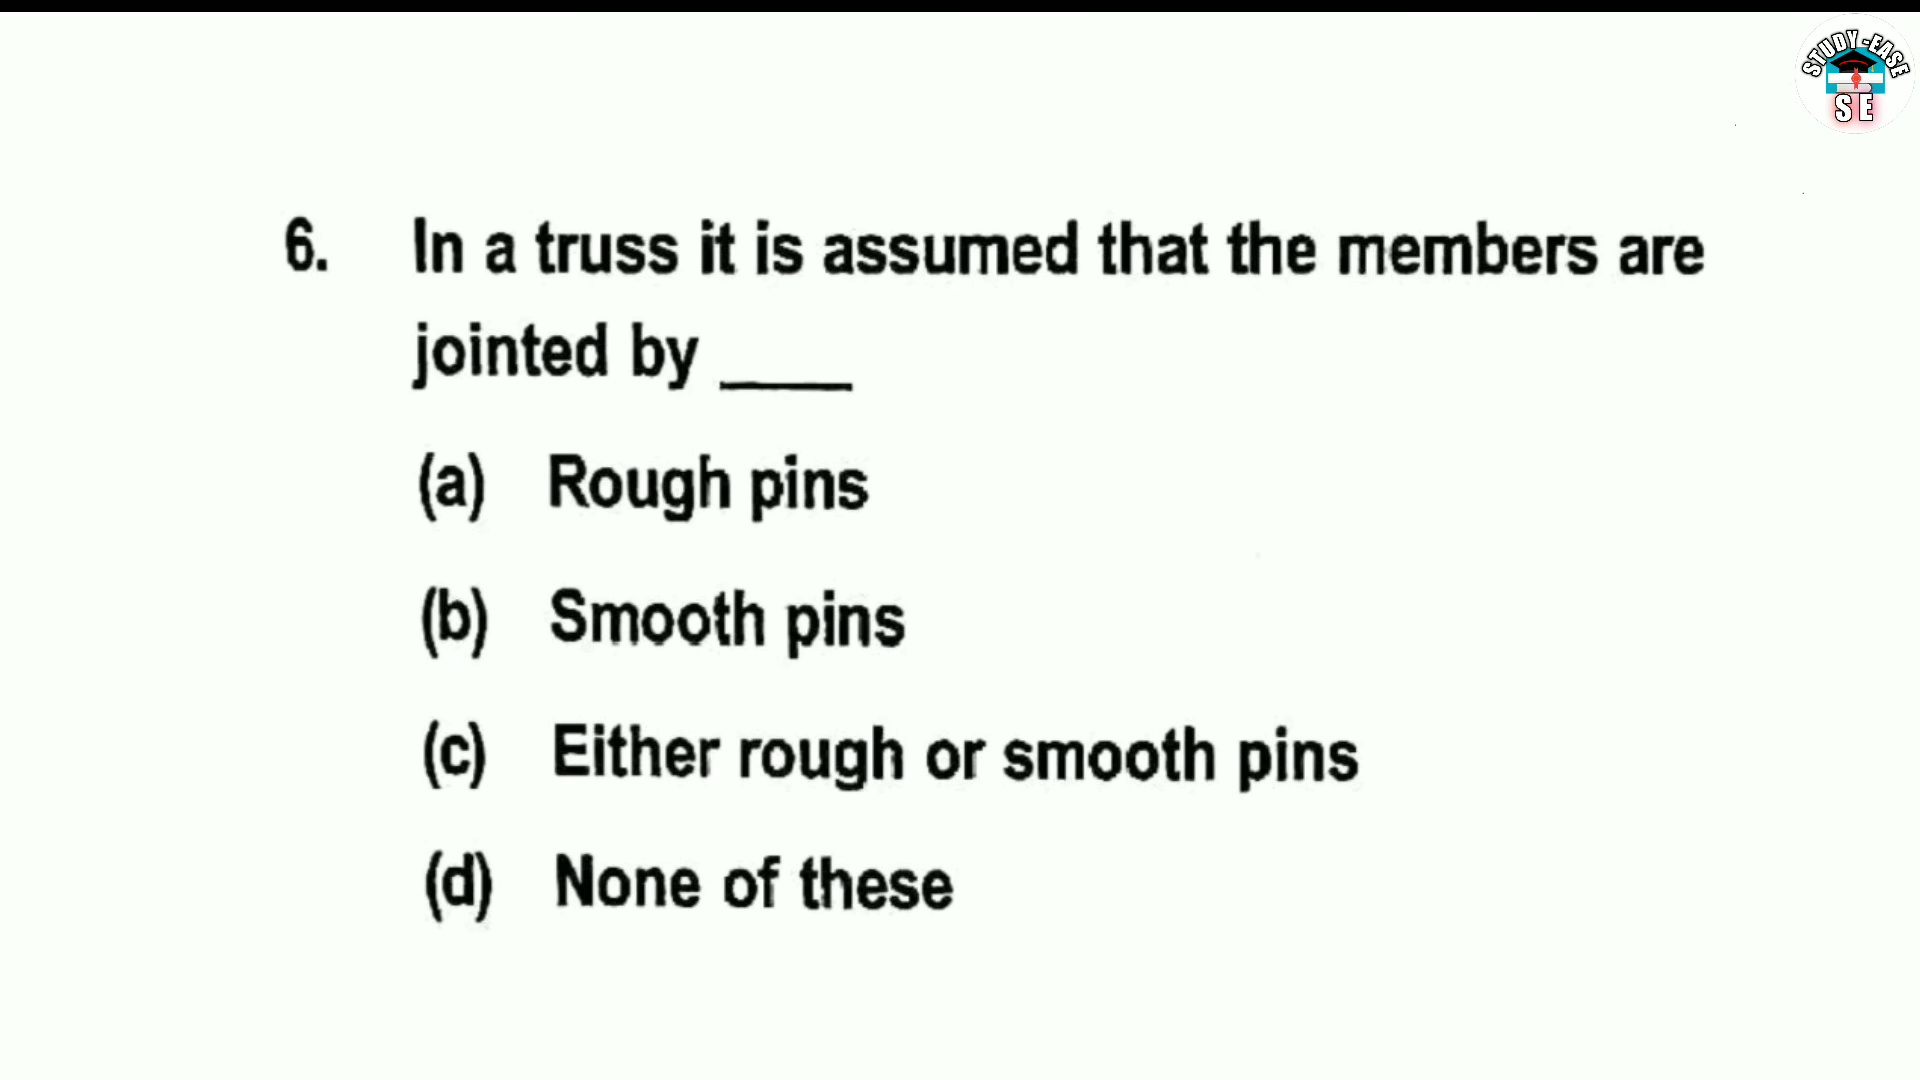 STUDY-EASE
S E
6. In a truss it is assumed that the members are
jointed by ____
(a) Rough pins
(b) Smooth pins
(c) Either rough or smooth pins
(d) None of these